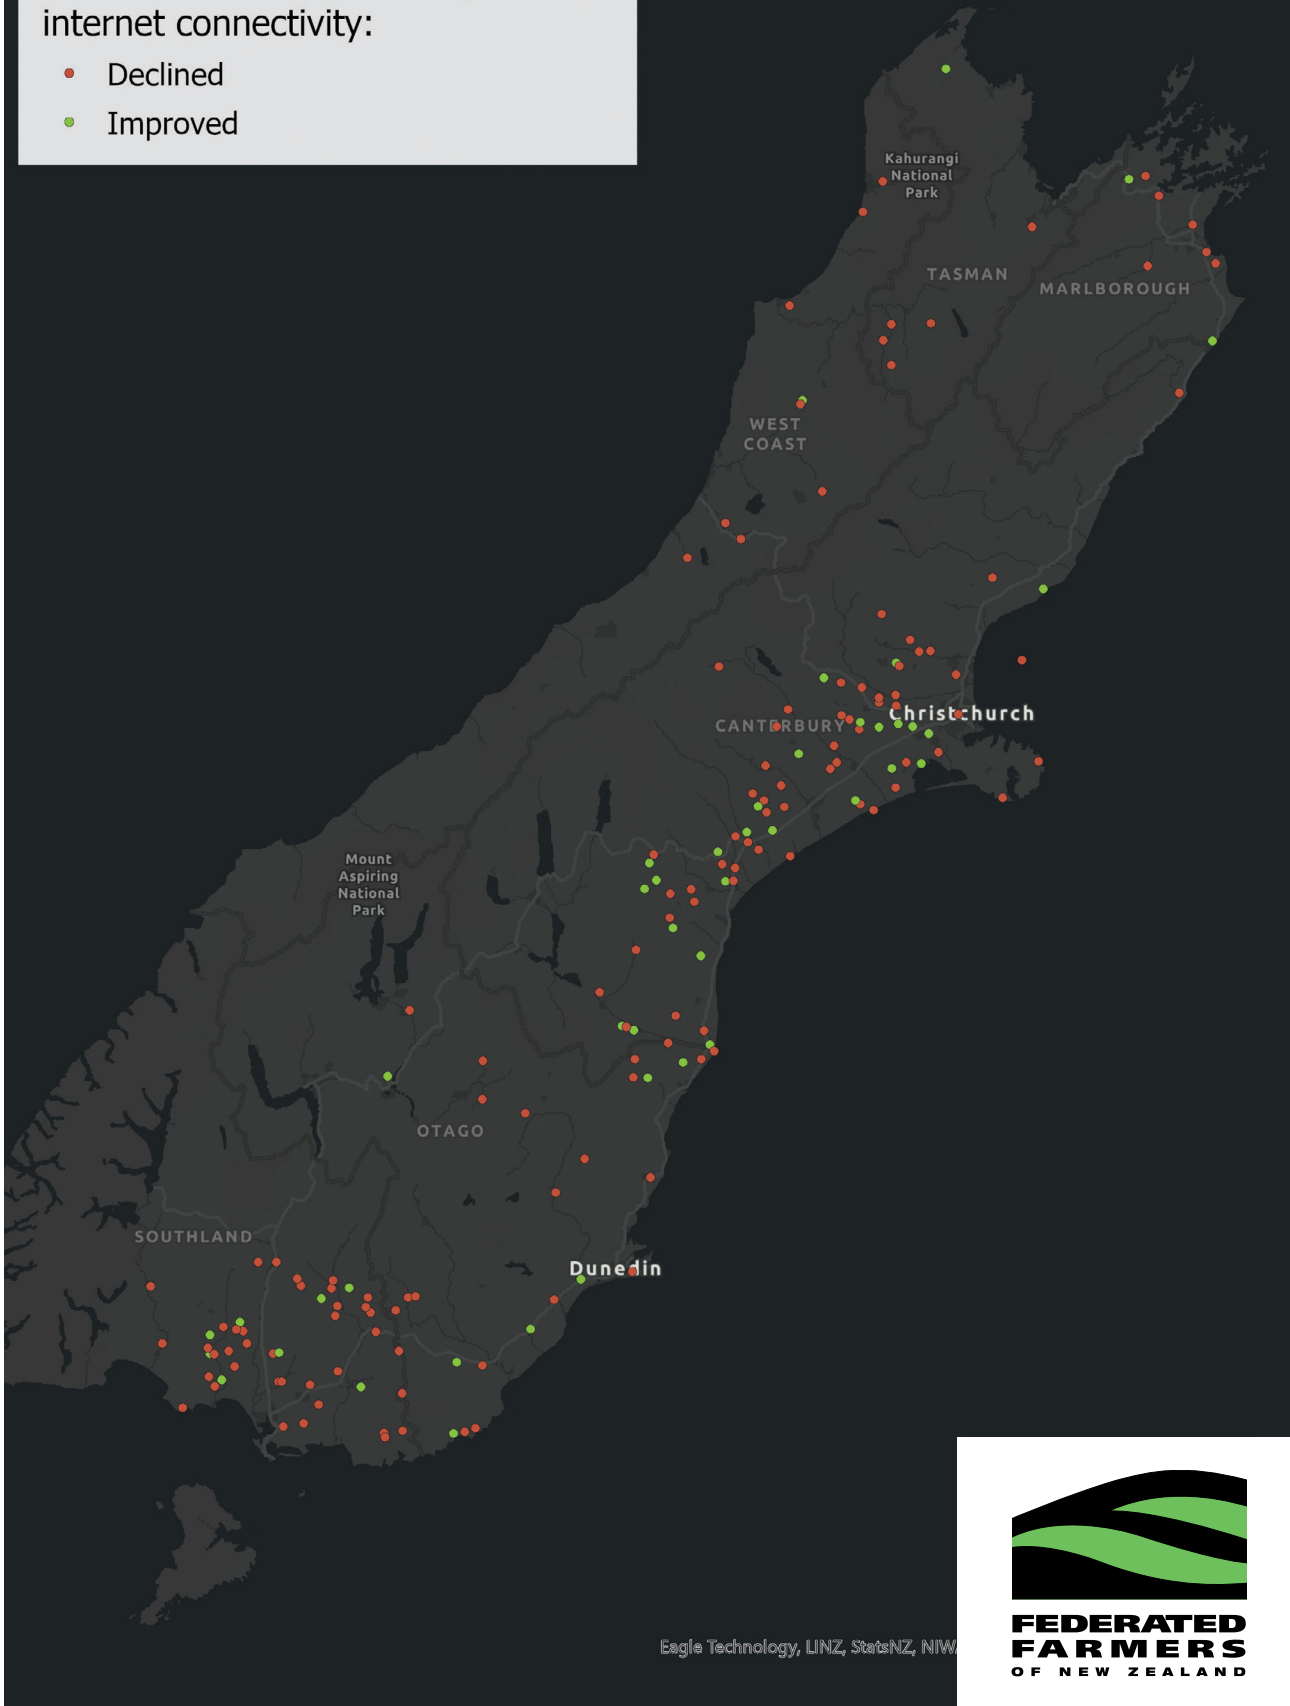 internet connectivity:
Declined
Improved
Kahurangi
National
Park
TASMAN
MARLBOROUGH
WEST
COAST
Christchurch
CANTERBURY
Mount
Aspiring
National
Park
OTAGO
SOUTHLAND
Dunedin
Eagle Technology, LINZ, StatsNZ, NIW
FEDERATED
FARMERS
OF NEW ZEALAND